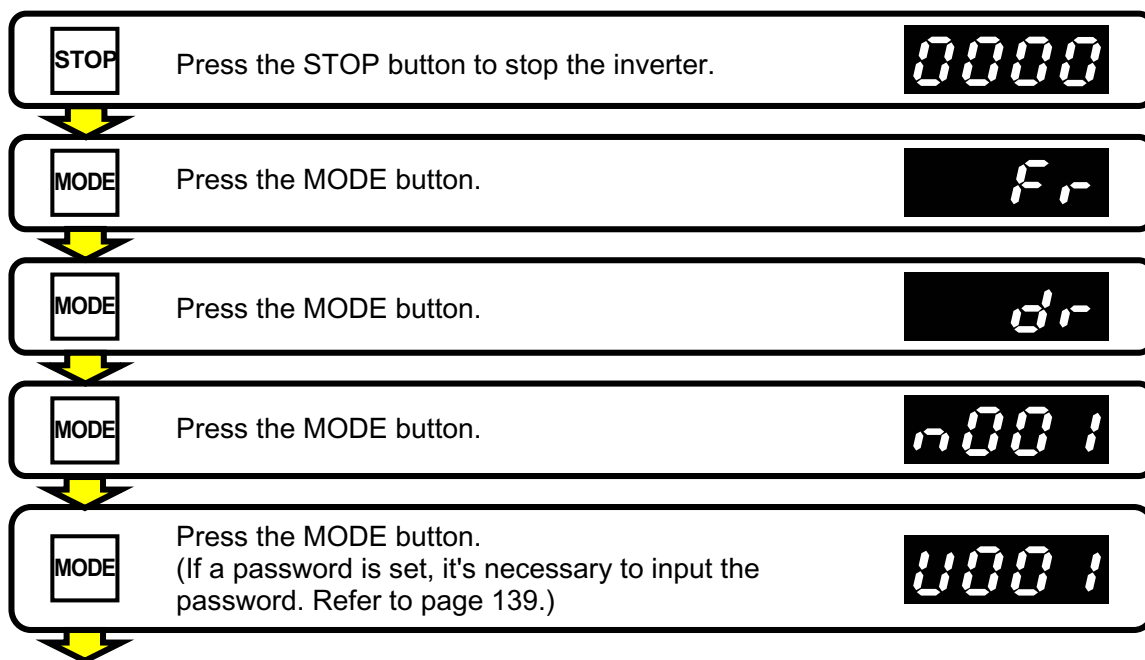 STOP
Press the STOP button to stop the inverter.
0000
MODE
Press the MODE button.
Fr
MODE
Press the MODE button.
dr
MODE
Press the MODE button.
n001
MODE
Press the MODE button.
(If a password is set, it's necessary to input the
password. Refer to page 139.)
U001